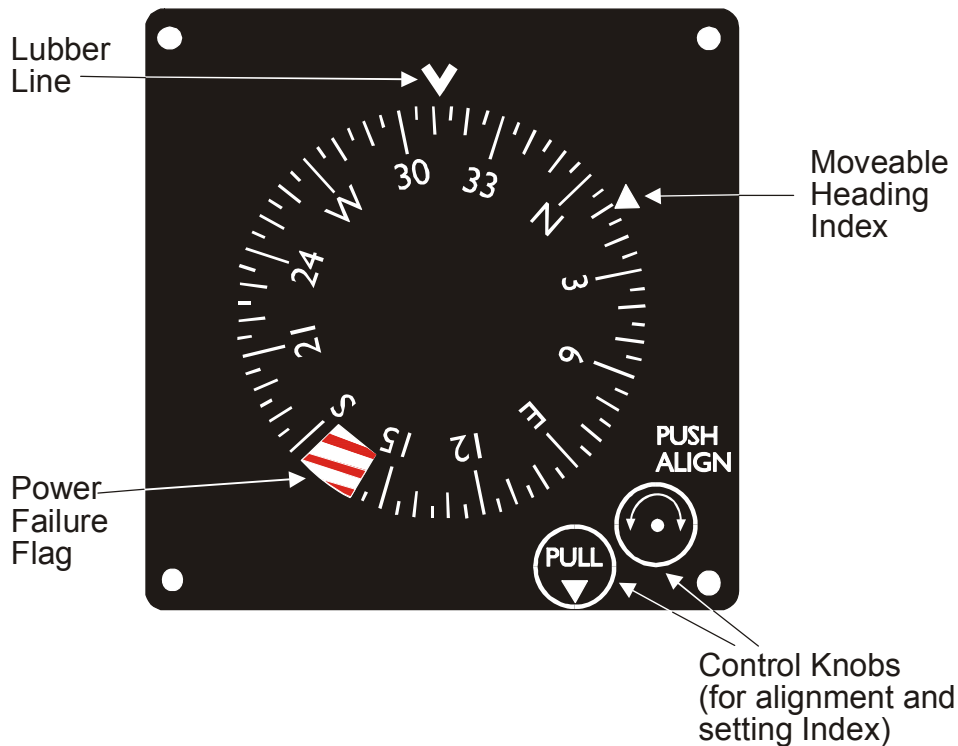 Lubber
Line
Moveable
Heading
Index
30
33
N
3
6
E
12
15
S
21
24
W
PUSH
ALIGN
PULL
Power
Failure
Flag
Control Knobs
(for alignment and
setting Index)